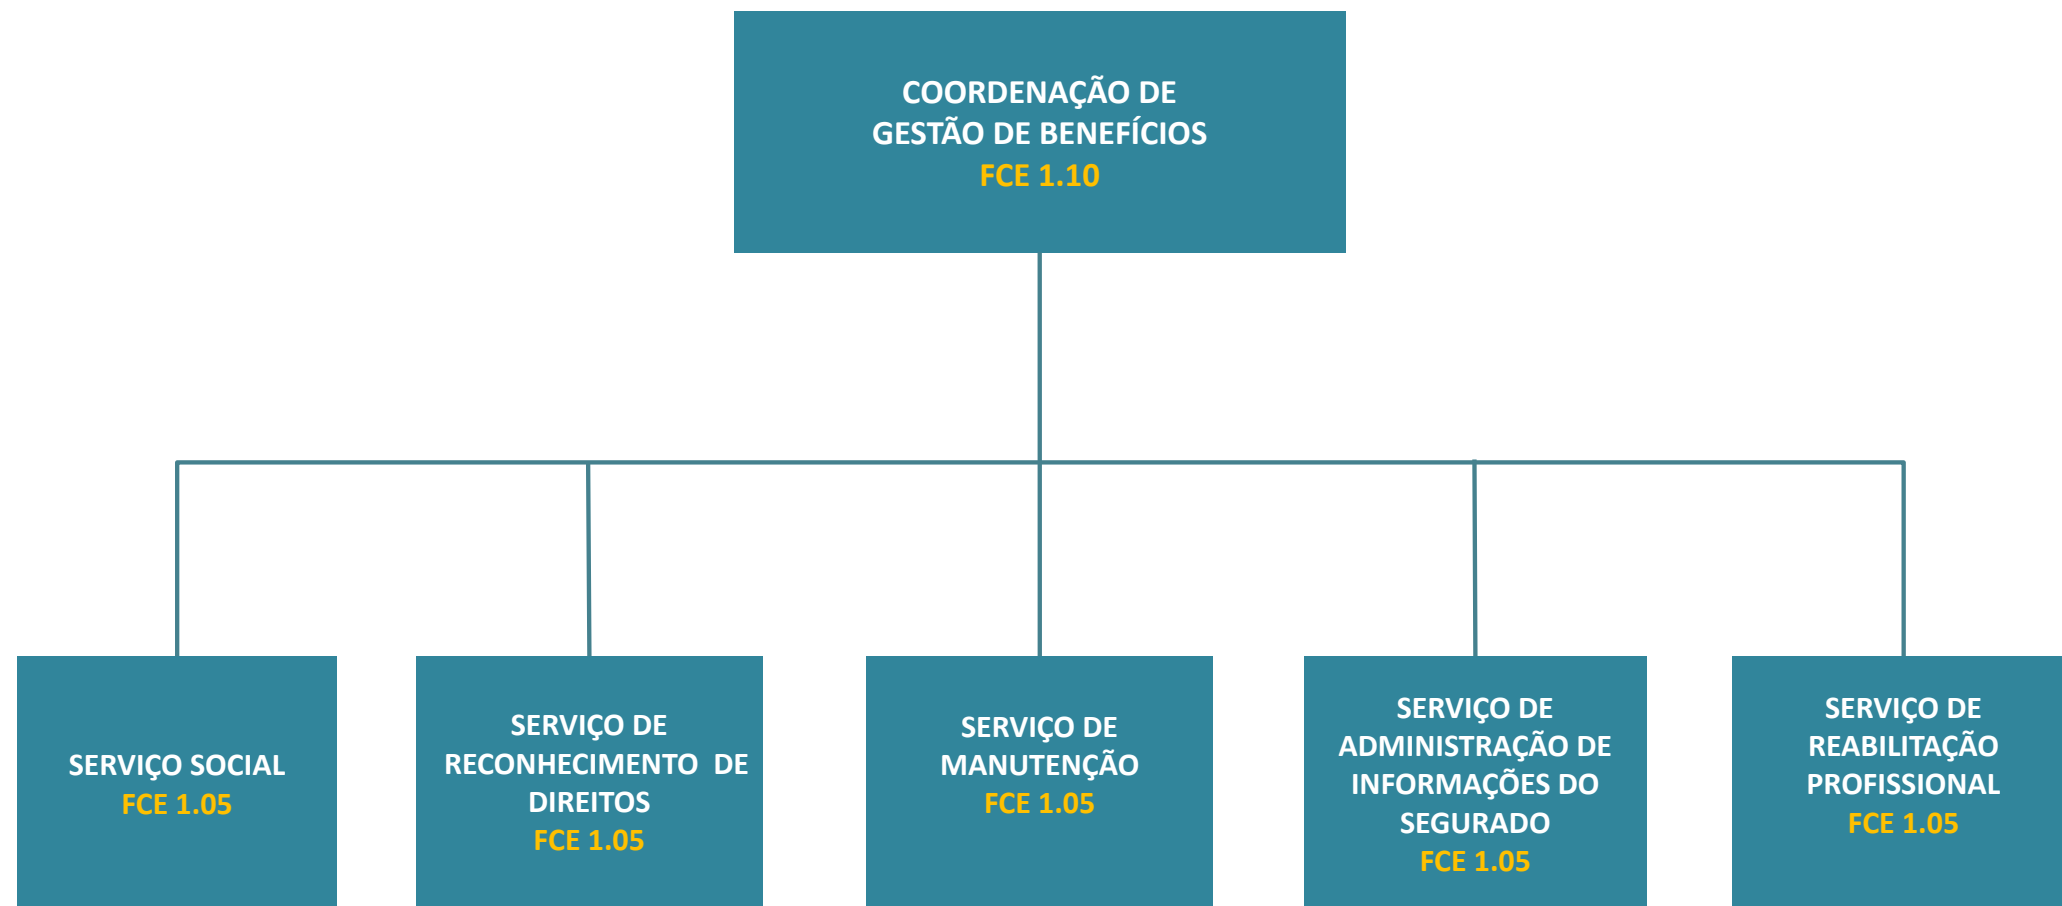 COORDENAÇÃO DE
GESTÃO DE BENEFÍCIOS
FCE 1.10
SERVIÇO SOCIAL
FCE 1.05
SERVIÇO DE
RECONHECIMENTO  DE
DIREITOS
FCE 1.05
SERVIÇO DE
MANUTENÇÃO
FCE 1.05
SERVIÇO DE
ADMINISTRAÇÃO DE
INFORMAÇÕES DO
SEGURADO
FCE 1.05
SERVIÇO DE
REABILITAÇÃO
PROFISSIONAL
FCE 1.05